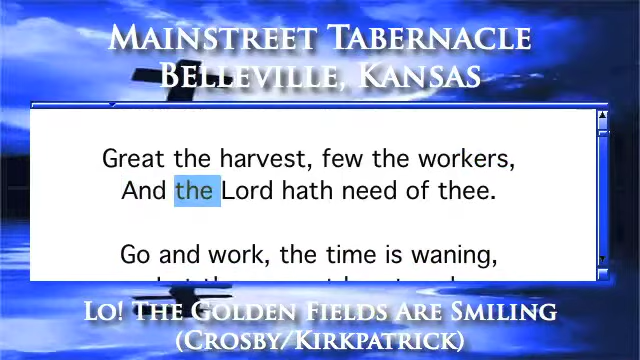 Mainstreet Tabernacle
Belleville, Kansas
Great the harvest, few the workers,
And the Lord hath need of thee.
Go and work, the time is waning,
Lo! The Golden Fields Are Smiling
(Crosby/Kirkpatrick)